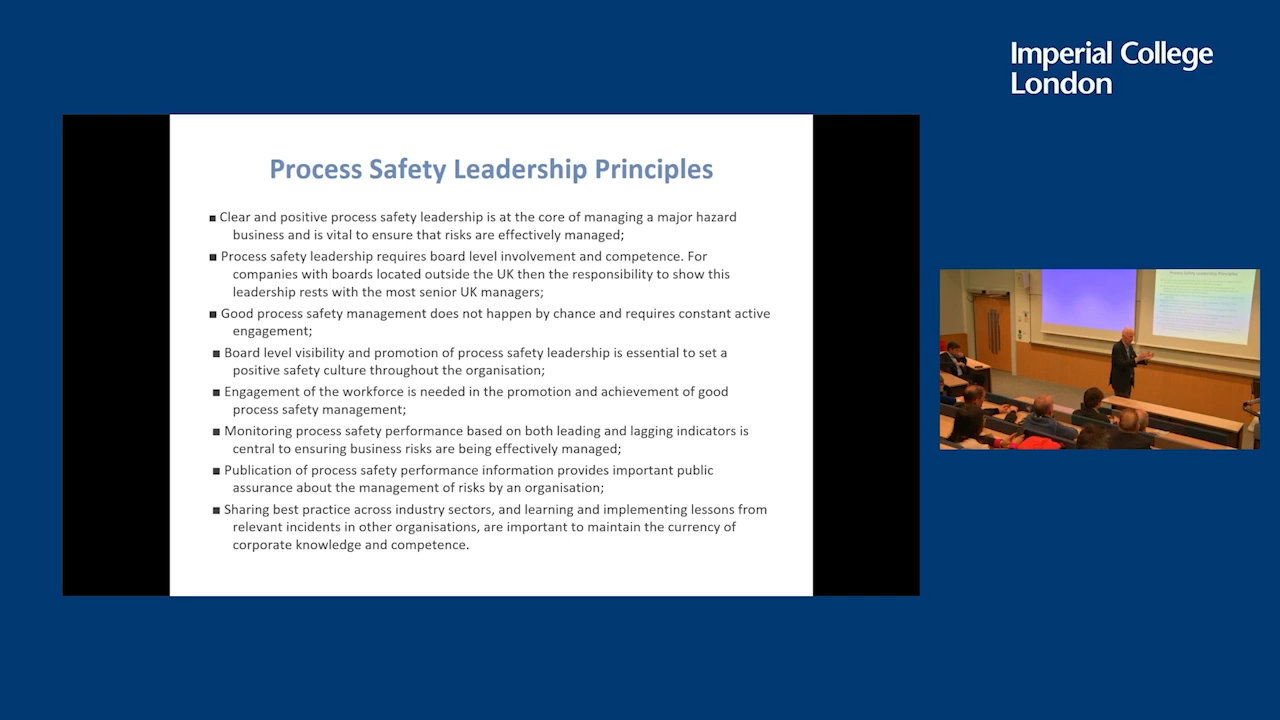 Imperial College
London
Process Safety Leadership Principles
■ Clear and positive process safety leadership is at the core of managing a major hazard
business and is vital to ensure that risks are effectively managed;
■ Process safety leadership requires board level involvement and competence. For
companies with boards located outside the UK then the responsibility to show this
leadership rests with the most senior UK managers;
■ Good process safety management does not happen by chance and requires constant active
engagement;
■ Board level visibility and promotion of process safety leadership is essential to set a
positive safety culture throughout the organisation;
■ Engagement of the workforce is needed in the promotion and achievement of good
process safety management;
■ Monitoring process safety performance based on both leading and lagging indicators is
central to ensuring business risks are being effectively managed;
■ Publication of process safety performance information provides important public
assurance about the management of risks by an organisation;
■ Sharing best practice across industry sectors, and learning and implementing lessons from
relevant incidents in other organisations, are important to maintain the currency of
corporate knowledge and competence.
Process Safety Leadership Principles